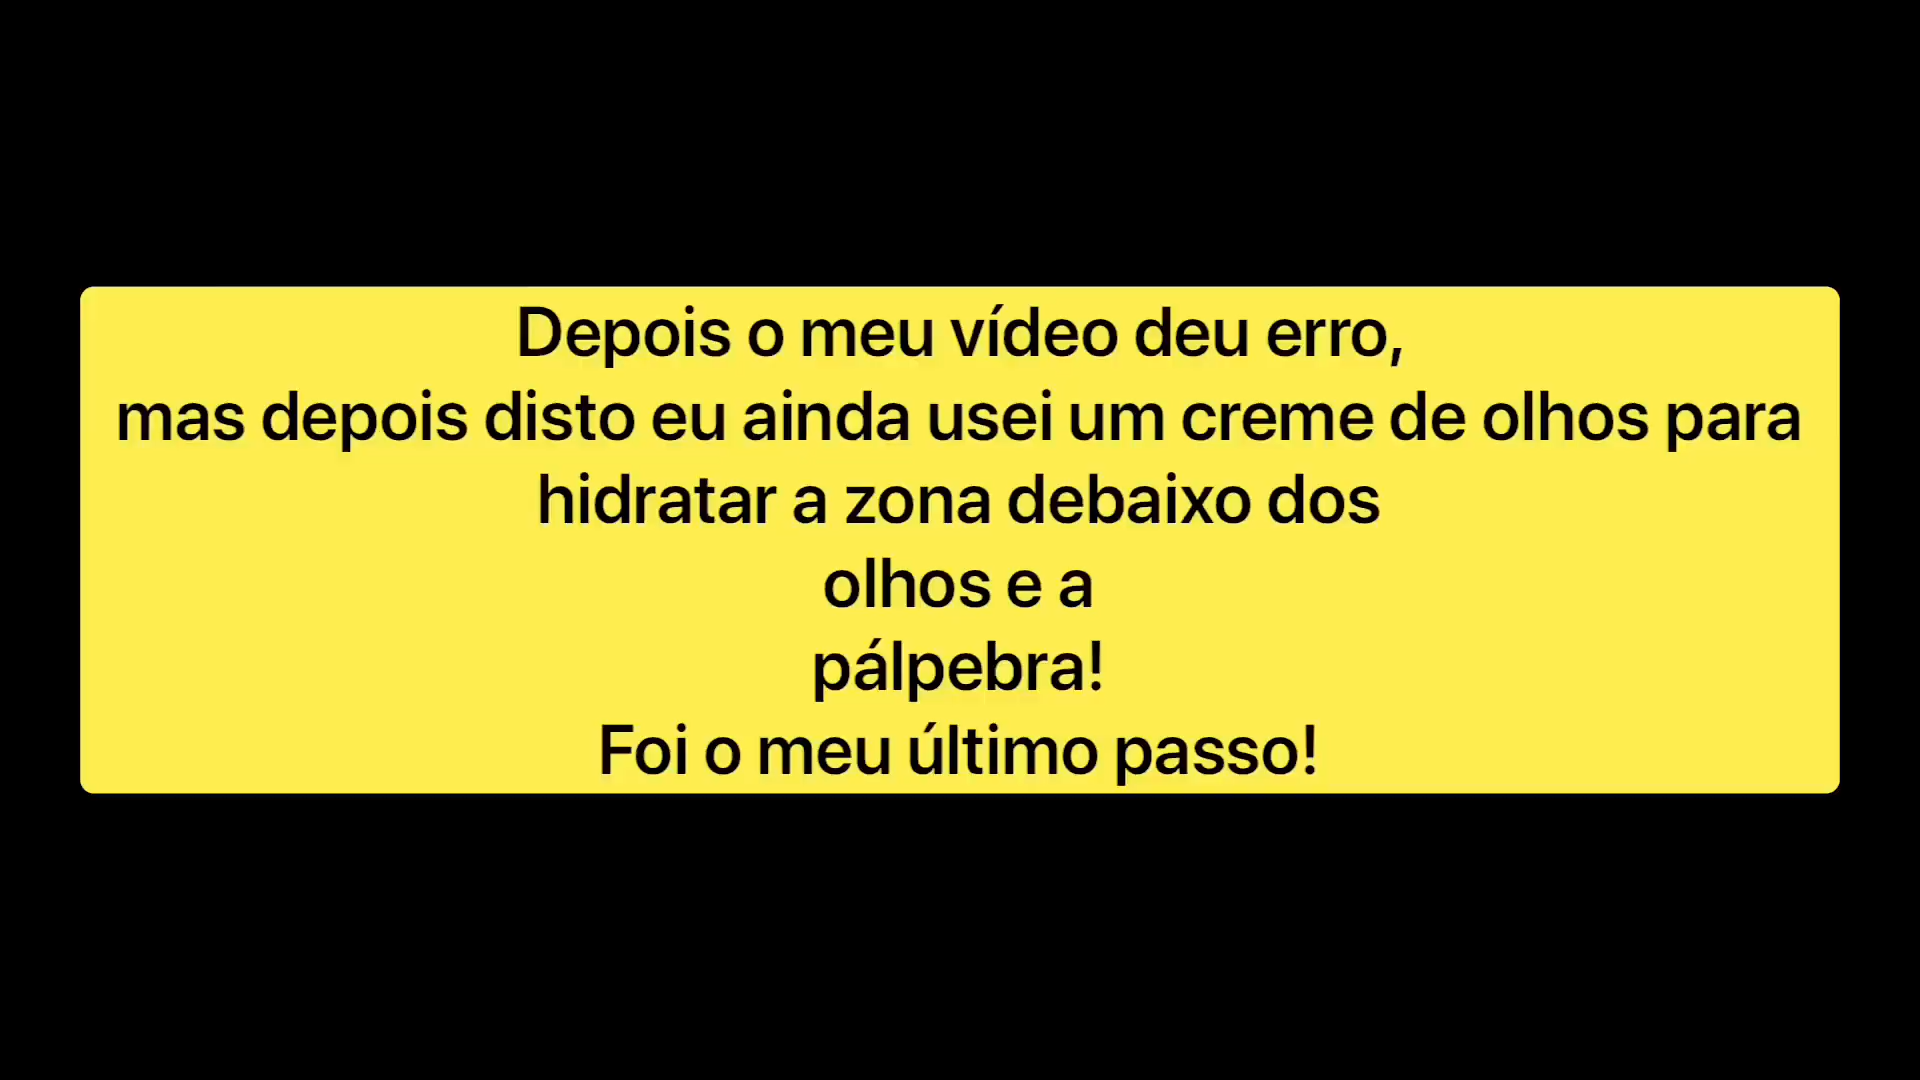 Depois o meu vídeo deu erro,
mas depois disto eu ainda usei um creme de olhos para
hidratar a zona debaixo dos
olhos e a
pálpebra!
Foi o meu último passo!